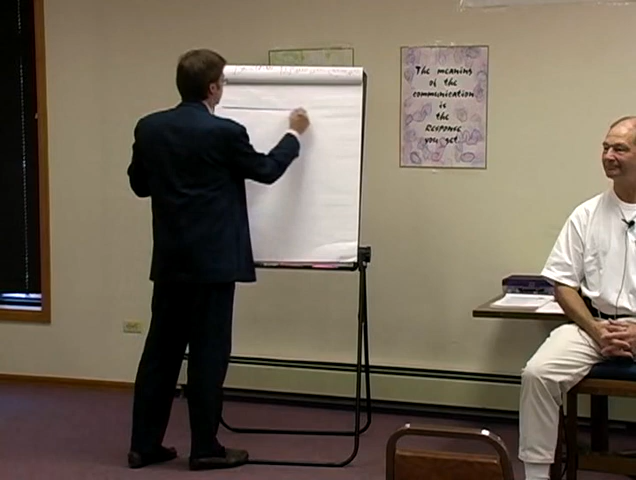 The meaning
of the
communication
is
the
RESPONSE
you get.